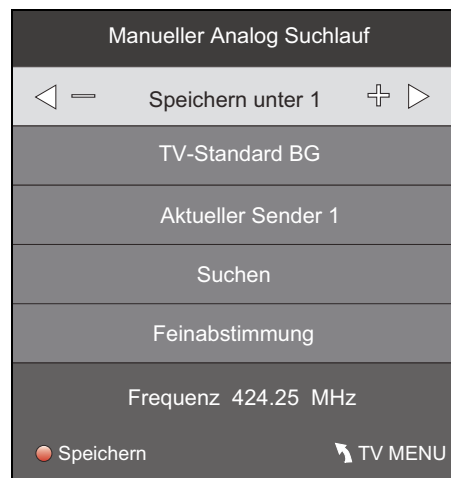 Manueller Analog Suchlauf
Speichern unter 1
TV-Standard BG
Aktueller Sender 1
Suchen
Feinabstimmung
Frequenz 424.25 MHz
Speichern TV MENU